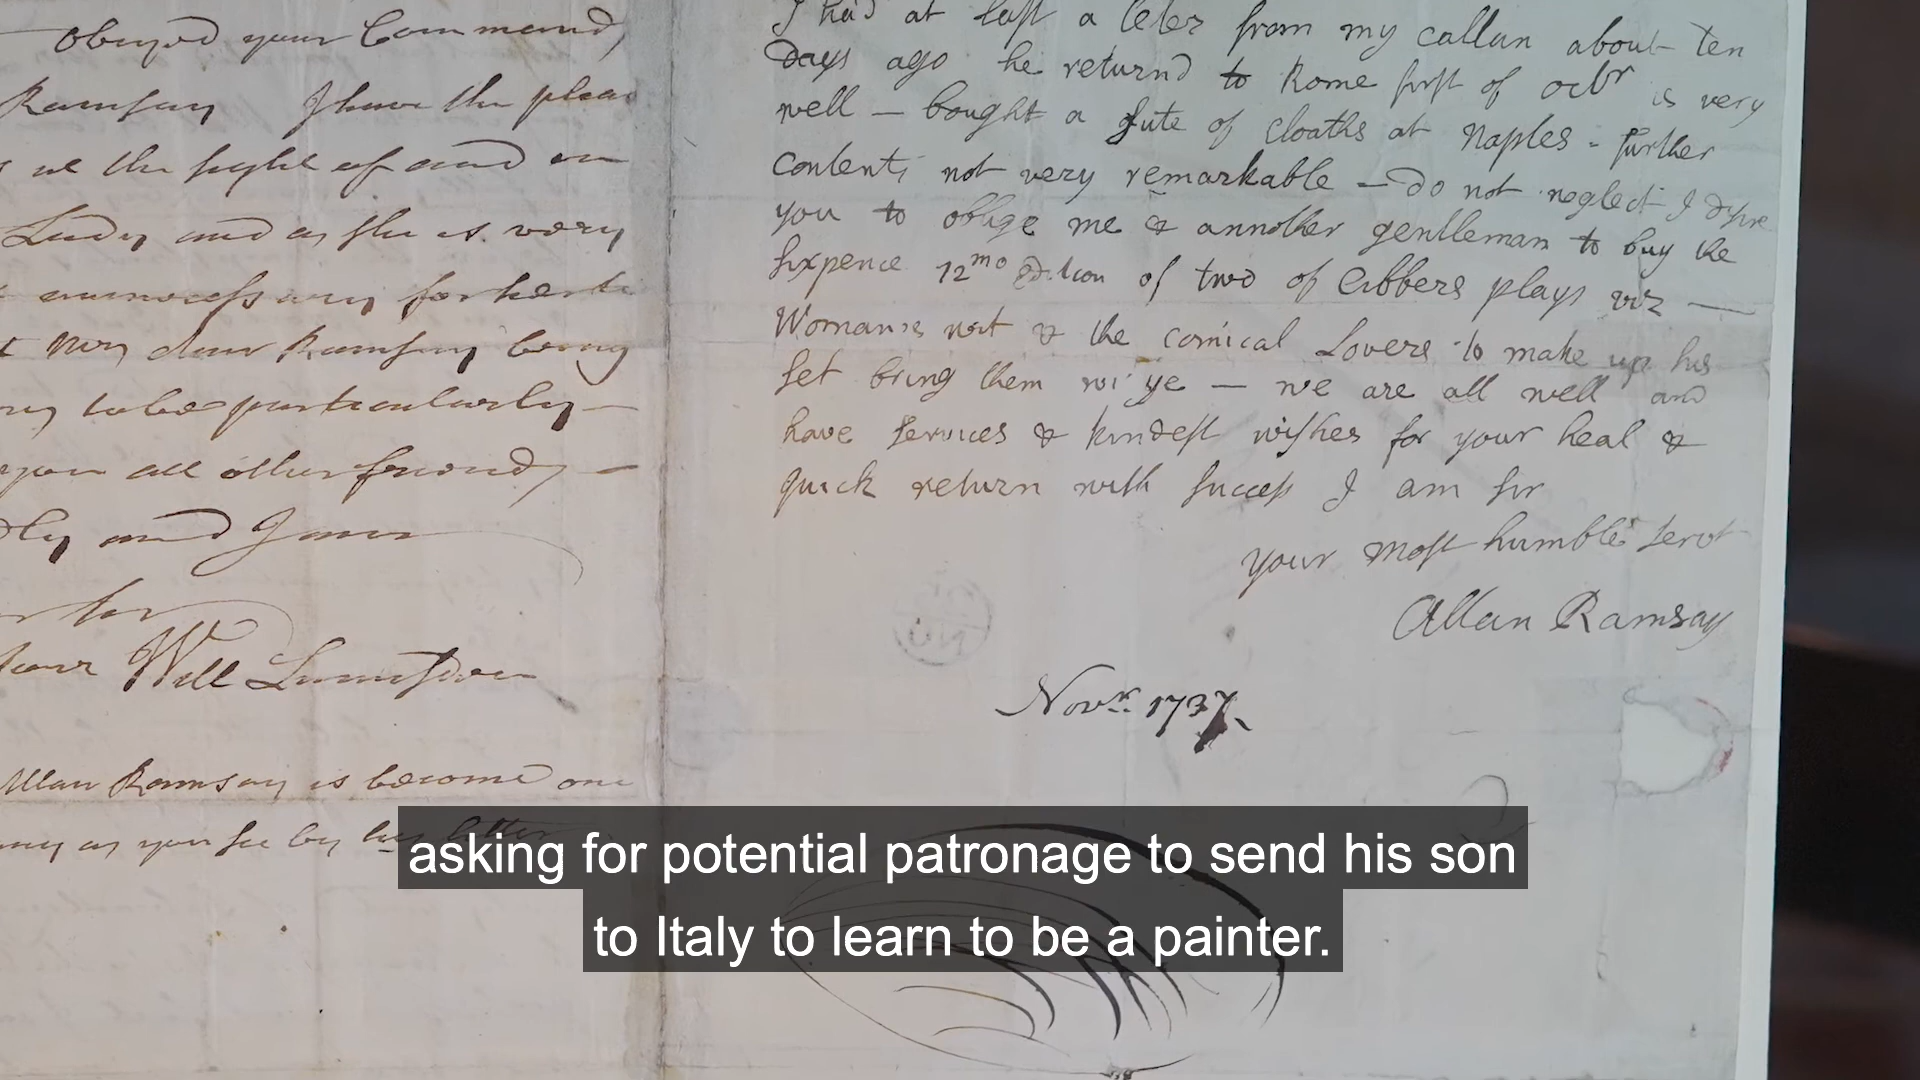 obeyed your Commands
Ramsay I have the pleas
at the sight of and
Lady and as she is very
unnecessary for
my dear Ramsay being
to be particularly —
you all other friends —
and I am
Will Lumisden
Allan Ramsay is become one
as you see by his letter
I had at last a leter from my callan about ten
Days ago he returnd to Rome first of octbr is very
well — bought a sute of cloaths at Naples - further
contents not very remarkable — do not neglect I desire
you to oblige me & annother gentleman to buy the
sixpence 12mo Edition of two of Cibbers plays viz —
Womans wit & the comical Lovers to make up his
set bring them wi' ye — we are all well and
have services & kindest wishes for your heal &
quick return with success I am sir
your most humble servt
Allan Ramsay
Novr. 1737
asking for potential patronage to send his son
to Italy to learn to be a painter.